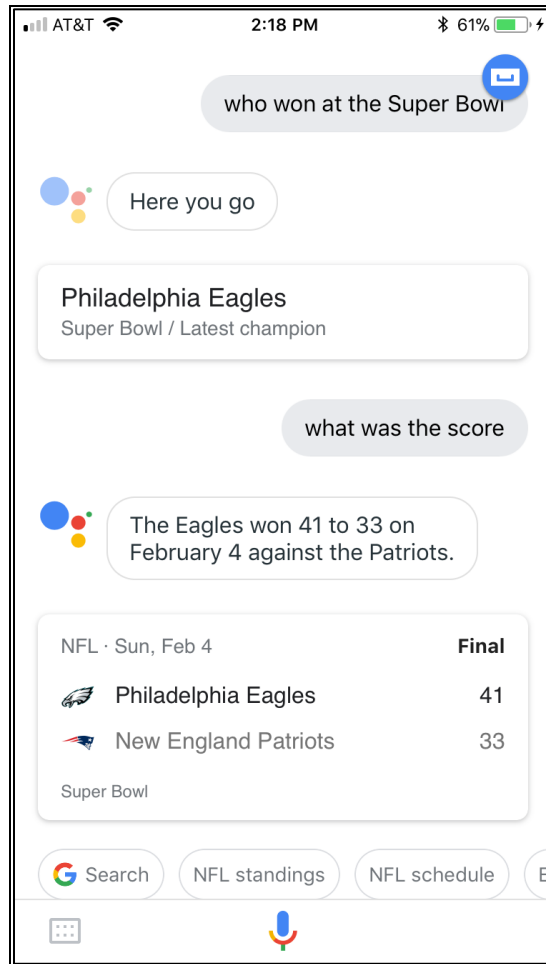 AT&T 2:18 PM 61%
who won at the Super Bowl
Here you go
Philadelphia Eagles
Super Bowl / Latest champion
what was the score
The Eagles won 41 to 33 on
February 4 against the Patriots.
NFL · Sun, Feb 4 Final
Philadelphia Eagles 41
New England Patriots 33
Super Bowl
Search NFL standings NFL schedule